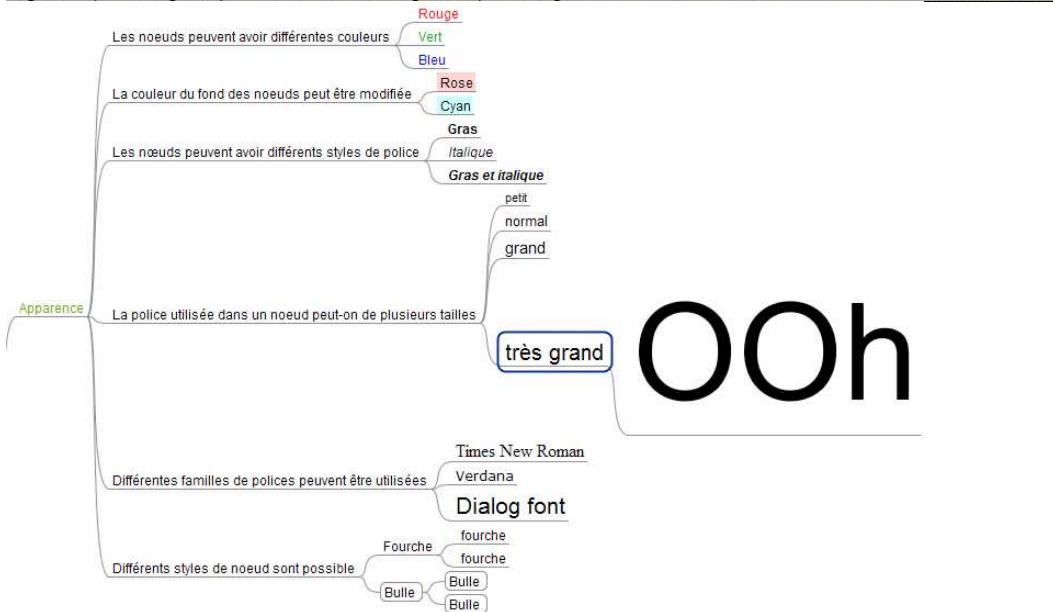 Rouge
Les noeuds peuvent avoir différentes couleurs
Vert
Bleu
Rose
La couleur du fond des noeuds peut être modifiée
Cyan
Gras
Les nœuds peuvent avoir différents styles de police
Italique
Gras et italique
petit
normal
grand
Apparence
La police utilisée dans un noeud peut-on de plusieurs tailles
très grand
OOh
Times New Roman
Différentes familles de polices peuvent être utilisées
Verdana
Dialog font
Différents styles de noeud sont possible
Fourche
fourche
fourche
Bulle
Bulle
Bulle